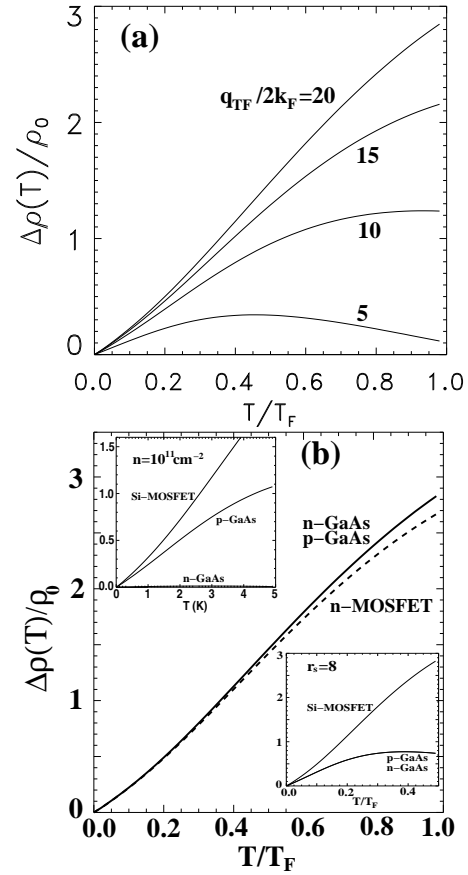 (a)
3
2
1
0
Δρ(T)/ρ₀
q_TF/2k_F=20
15
10
5
0.0 0.2 0.4 0.6 0.8 1.0
T/T_F
(b)
3
2
1
0
Δρ(T)/ρ₀
n−GaAs
p−GaAs
n−MOSFET
0.0 0.2 0.4 0.6 0.8 1.0
T/T_F
1.5
1.0
0.5
0.0
n=10¹¹cm⁻²
Si−MOSFET
p−GaAs
n−GaAs
0 1 2 3 4 5
T (K)
3
2
1
0
r_s=8
Si−MOSFET
p−GaAs
n−GaAs
0.0 0.2 0.4
T/T_F